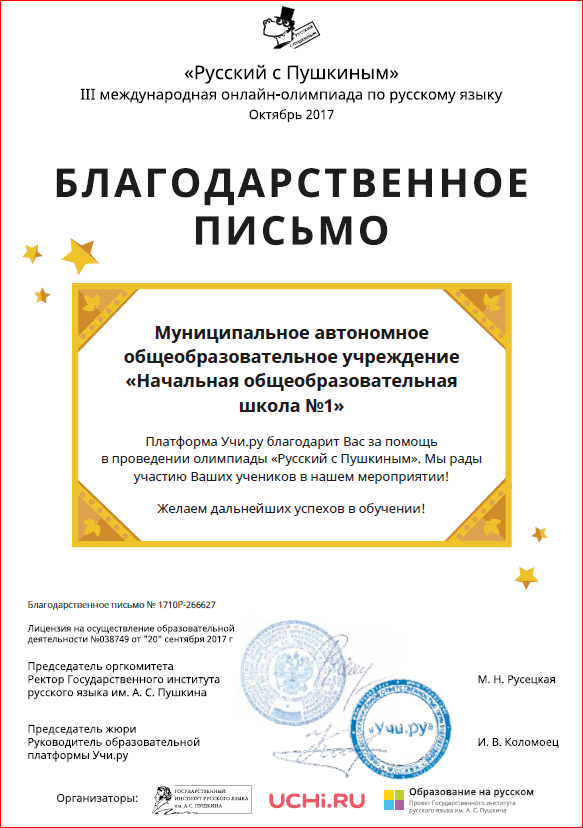 РУССКИЙ
С ПУШКИНЫМ
«Русский с Пушкиным»
III международная онлайн-олимпиада по русскому языку
Октябрь 2017
БЛАГОДАРСТВЕННОЕ
ПИСЬМО
Муниципальное автономное
общеобразовательное учреждение
«Начальная общеобразовательная
школа №1»
Платформа Учи.ру благодарит Вас за помощь
в проведении олимпиады «Русский с Пушкиным». Мы рады
участию Ваших учеников в нашем мероприятии!
Желаем дальнейших успехов в обучении!
Благодарственное письмо № 1710Р-266627
Лицензия на осуществление образовательной
деятельности №038749 от "20" сентября 2017 г
Председатель оргкомитета
Ректор Государственного института
русского языка им. А. С. Пушкина
М. Н. Русецкая
Председатель жюри
Руководитель образовательной
платформы Учи.ру
«Учи.ру»
И. В. Коломоец
Организаторы:
ГОСУДАРСТВЕННЫЙ
ИНСТИТУТ РУССКОГО ЯЗЫКА
им. А.С. ПУШКИНА
UCHi.RU
Образование на русском
Проект Государственного института
русского языка им. А.С. Пушкина